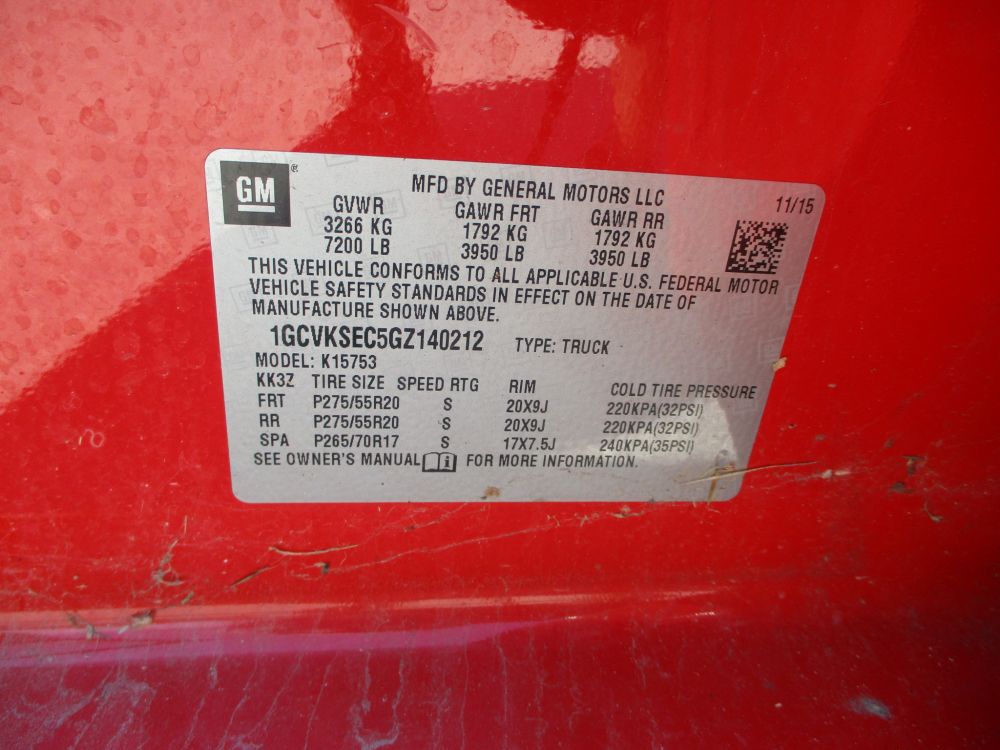 GM ®
MFD BY GENERAL MOTORS LLC 11/15
GVWR GAWR FRT GAWR RR
3266 KG 1792 KG 1792 KG
7200 LB 3950 LB 3950 LB
THIS VEHICLE CONFORMS TO ALL APPLICABLE U.S. FEDERAL MOTOR
VEHICLE SAFETY STANDARDS IN EFFECT ON THE DATE OF
MANUFACTURE SHOWN ABOVE.
1GCVKSEC5GZ140212 TYPE: TRUCK
MODEL: K15753
KK3Z TIRE SIZE SPEED RTG RIM COLD TIRE PRESSURE
FRT P275/55R20 S 20X9J 220KPA(32PSI)
RR P275/55R20 S 20X9J 220KPA(32PSI)
SPA P265/70R17 S 17X7.5J 240KPA(35PSI)
SEE OWNER'S MANUAL FOR MORE INFORMATION.